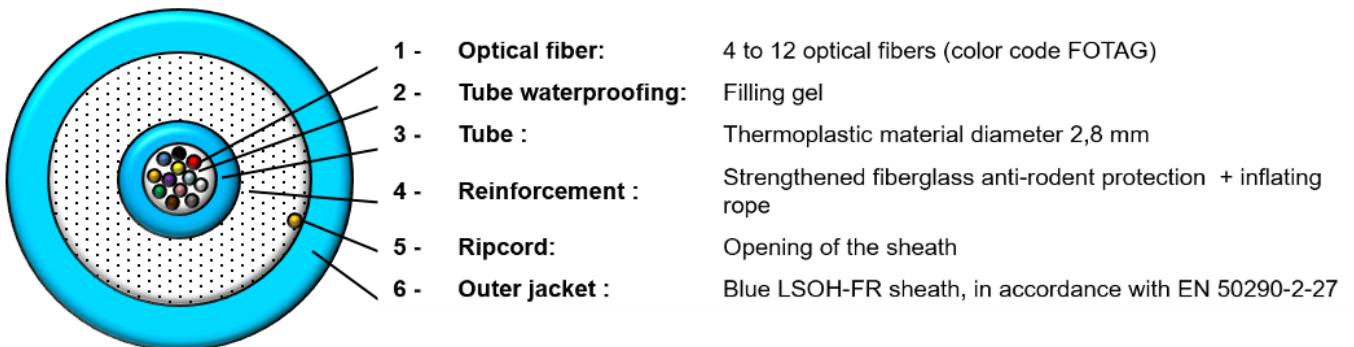 1 - Optical fiber: 4 to 12 optical fibers (color code FOTAG)
2 - Tube waterproofing: Filling gel
3 - Tube : Thermoplastic material diameter 2,8 mm
4 - Reinforcement : Strengthened fiberglass anti-rodent protection + inflating
rope
5 - Ripcord: Opening of the sheath
6 - Outer jacket : Blue LSOH-FR sheath, in accordance with EN 50290-2-27